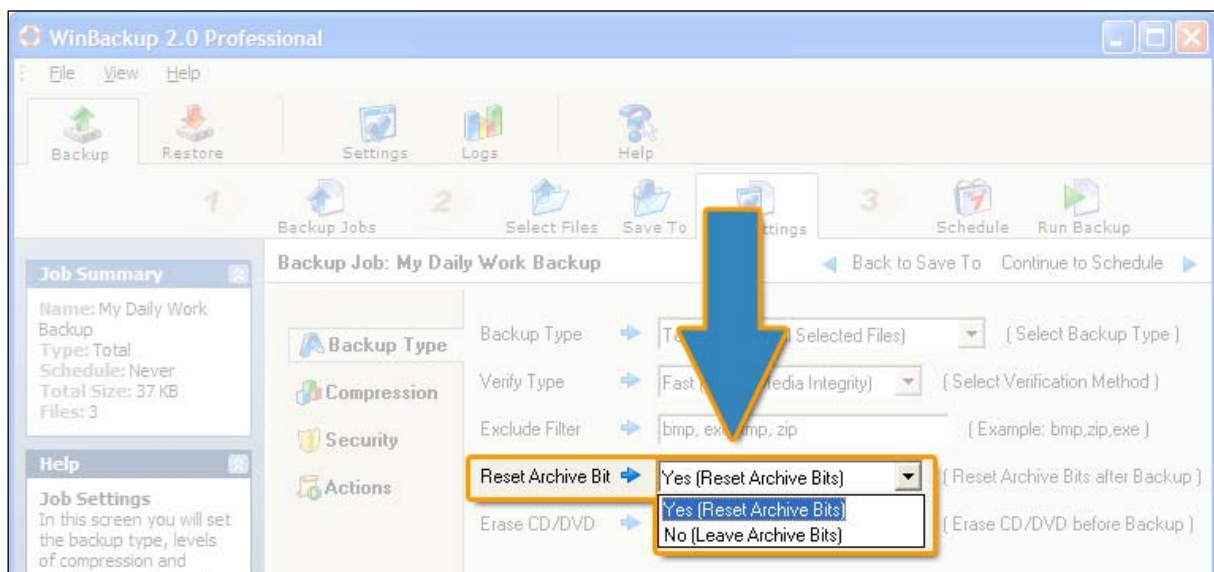 WinBackup 2.0 Professional
File View Help
Backup Restore Settings Logs Help
1 Backup Jobs 2 Select Files Save To ttings 3 Schedule Run Backup
Job Summary
Name: My Daily Work
Backup
Type: Total
Schedule: Never
Total Size: 37 KB
Files: 3
Help
Job Settings
In this screen you will set
the backup type, levels
of compression and
Backup Job: My Daily Work Backup Back to Save To Continue to Schedule
Backup Type
Compression
Security
Actions
Backup Type Selected Files) ( Select Backup Type )
Verify Type Fast ( Media Integrity) ( Select Verification Method )
Exclude Filter bmp, zip ( Example: bmp,zip,exe )
Reset Archive Bit Yes (Reset Archive Bits) ( Reset Archive Bits after Backup )
Yes (Reset Archive Bits)
No (Leave Archive Bits)
Erase CD/DVD ( Erase CD/DVD before Backup )